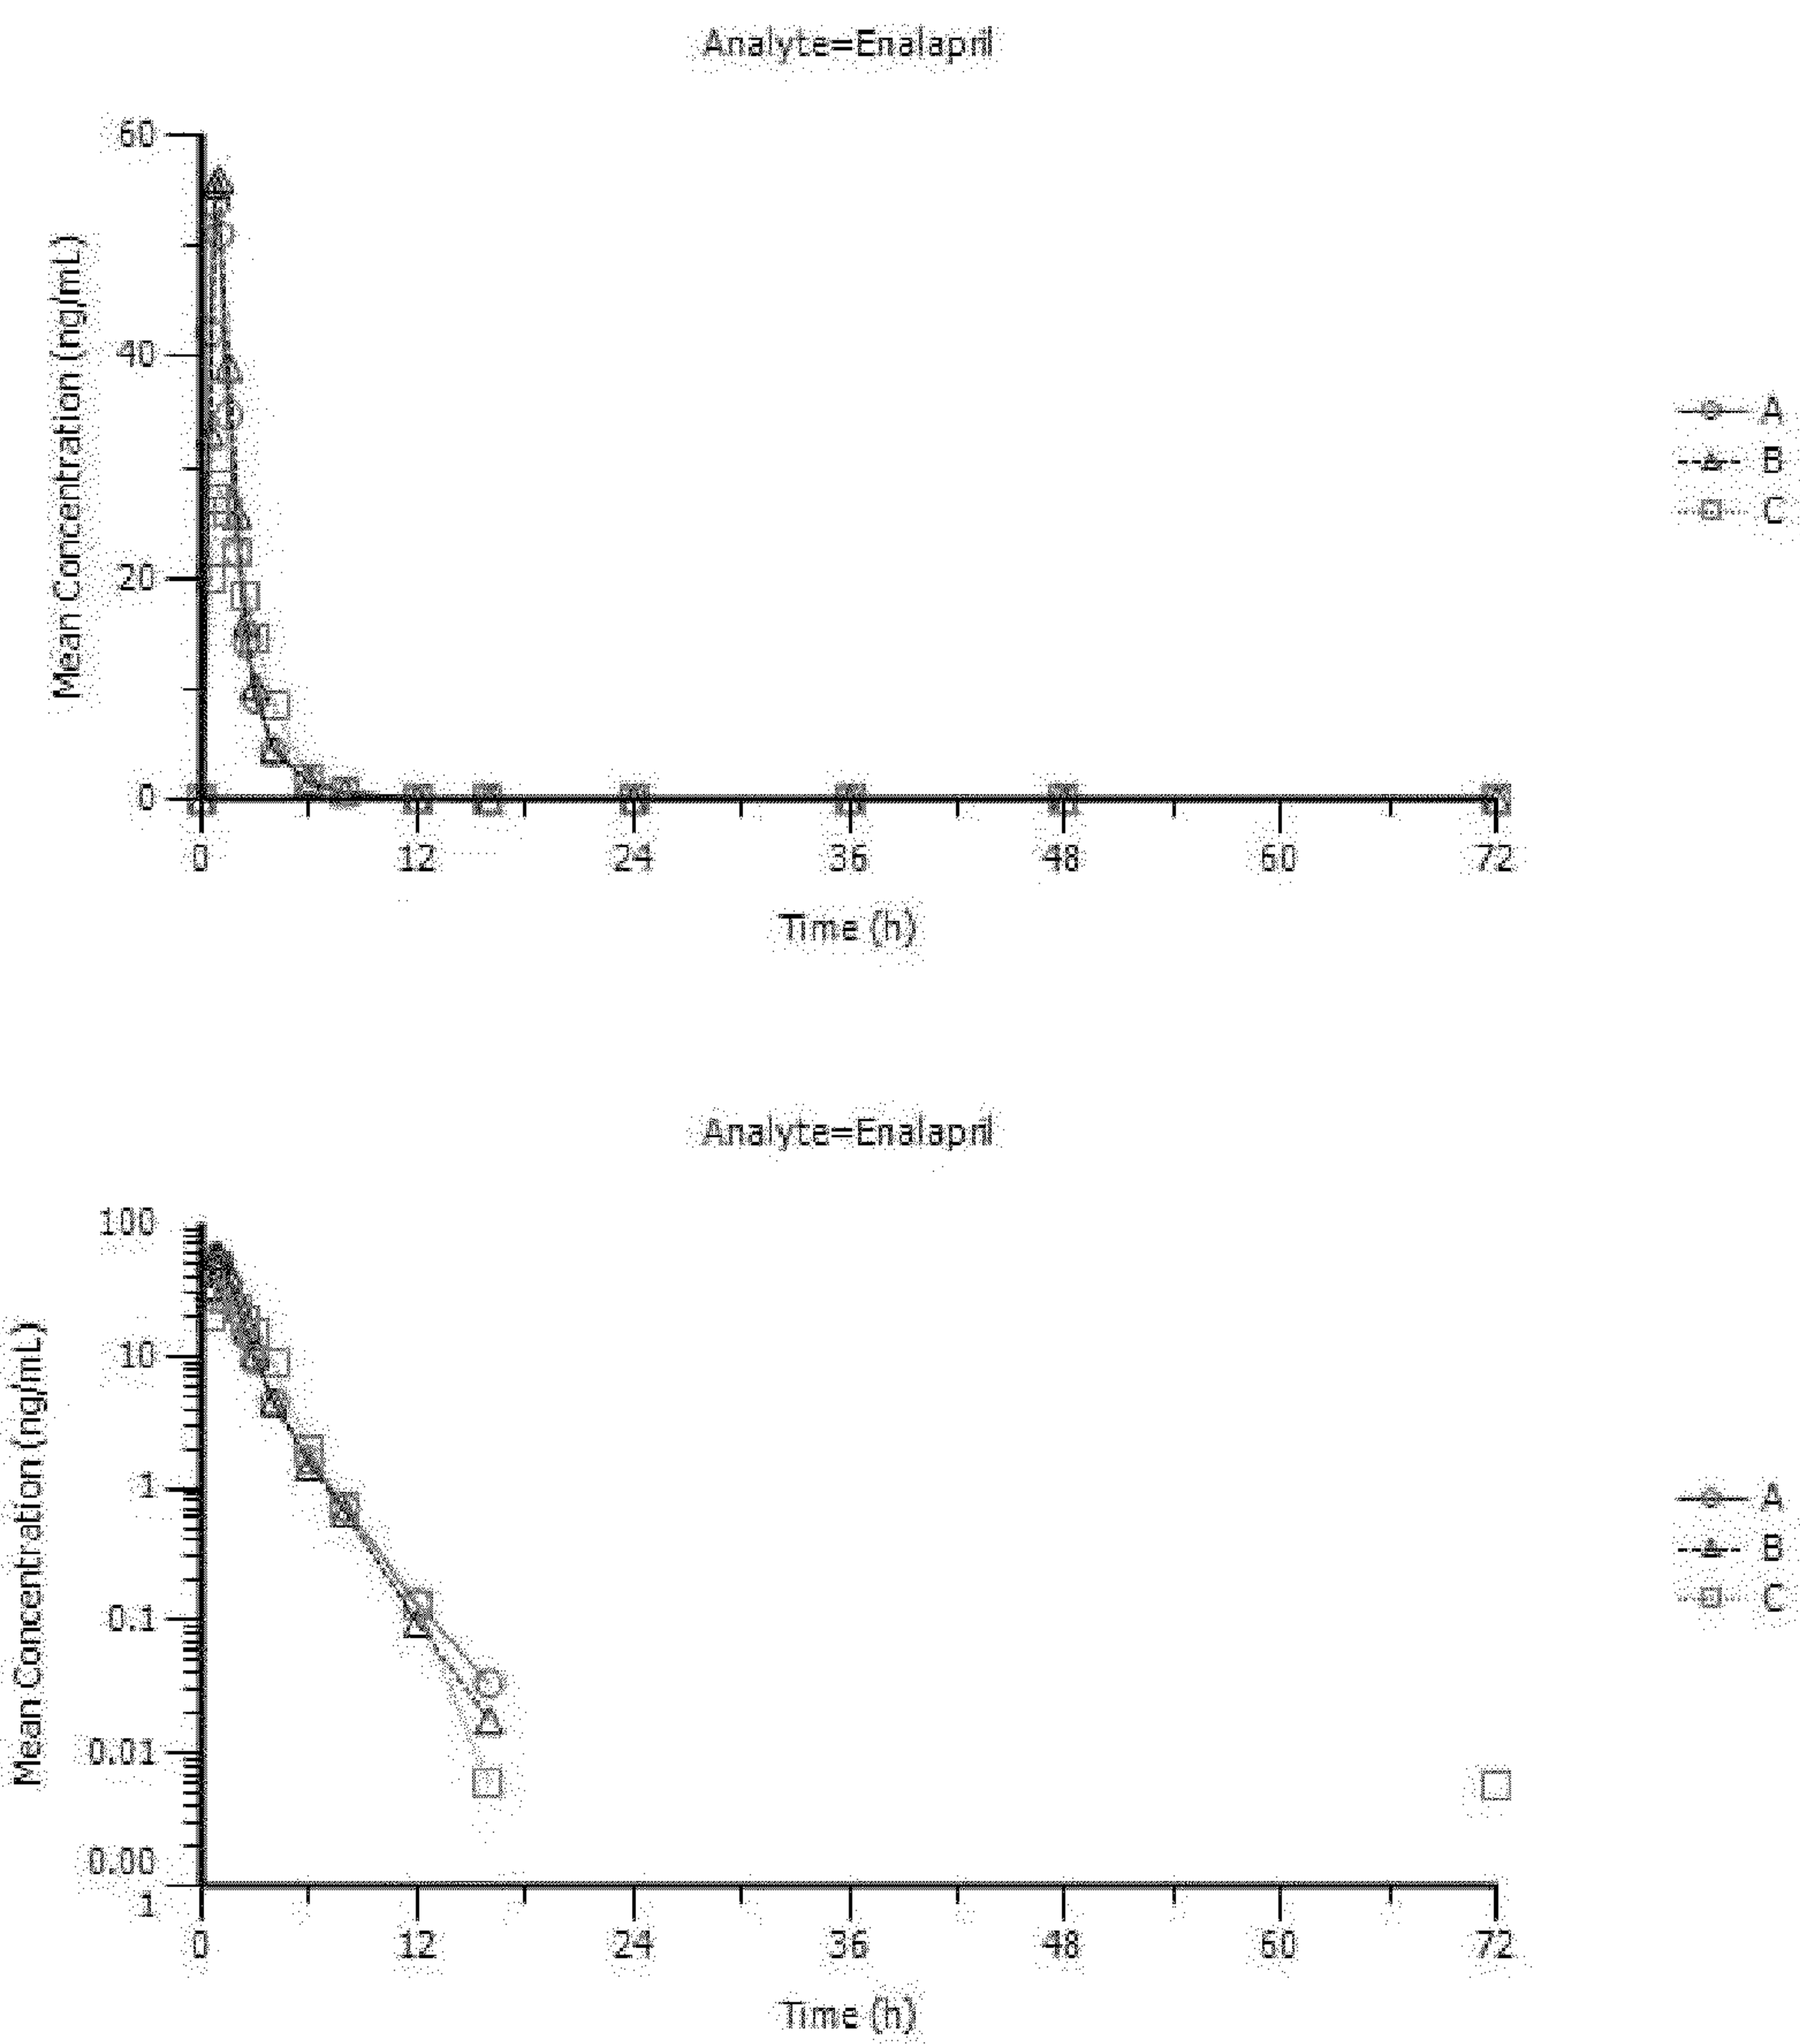 Analyte=Enalapril
60
40
20
0
Mean Concentration (ng/mL)
0 12 24 36 48 60 72
Time (h)
A
B
C
Analyte=Enalapril
100
10
1
0.1
0.01
0.00
1
Mean Concentration (ng/mL)
0 12 24 36 48 60 72
Time (h)
A
B
C